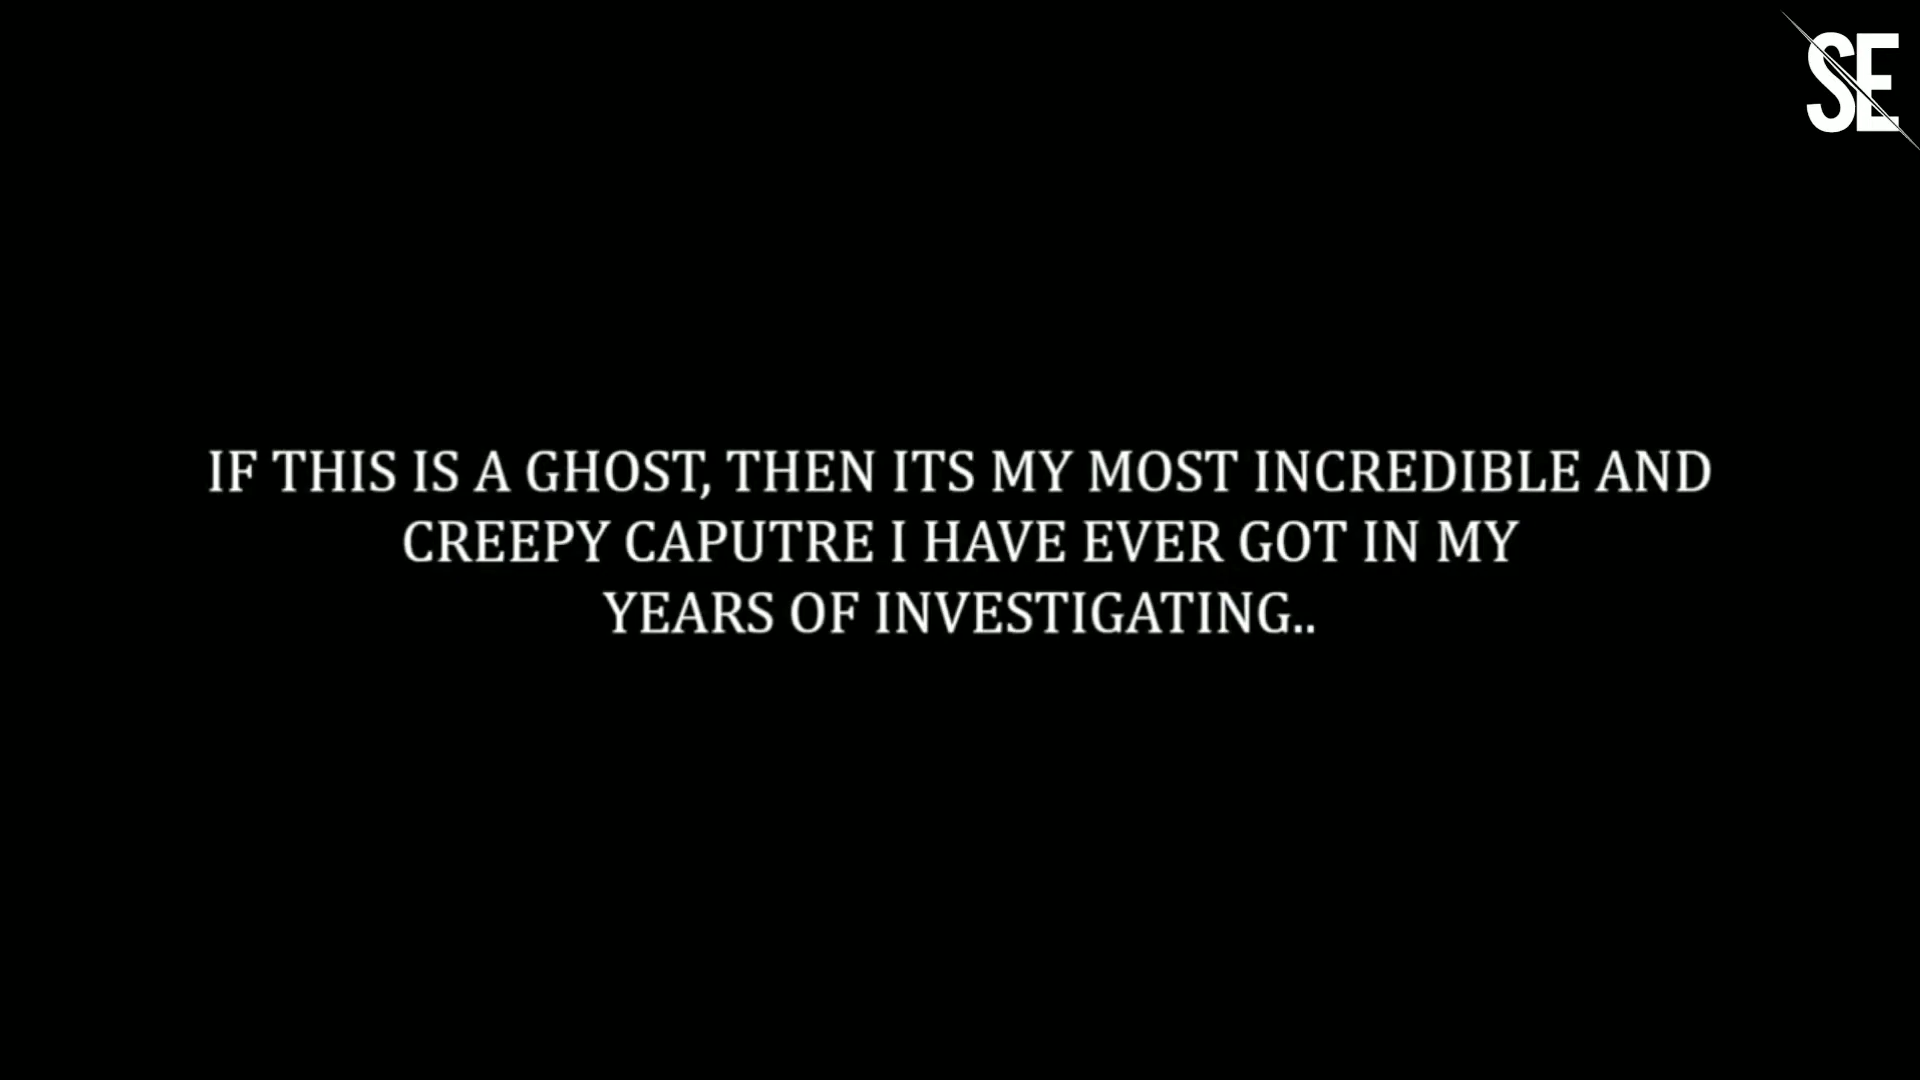 SE
IF THIS IS A GHOST, THEN ITS MY MOST INCREDIBLE AND
CREEPY CAPUTRE I HAVE EVER GOT IN MY
YEARS OF INVESTIGATING..